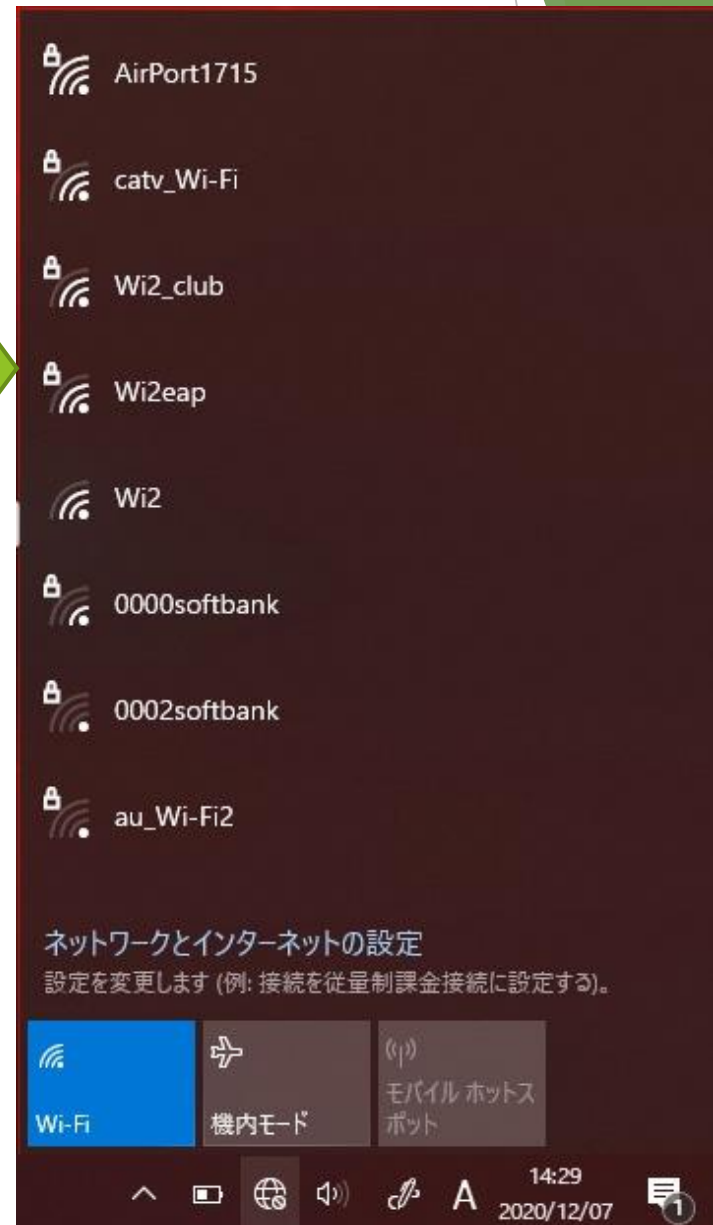 AirPort1715
catv_Wi-Fi
Wi2_club
Wi2eap
Wi2
0000softbank
0002softbank
au_Wi-Fi2
ネットワークとインターネットの設定
設定を変更します (例: 接続を従量制課金接続に設定する)。
Wi-Fi
機内モード
モバイル ホットス
ポット
A
14:29
2020/12/07
1